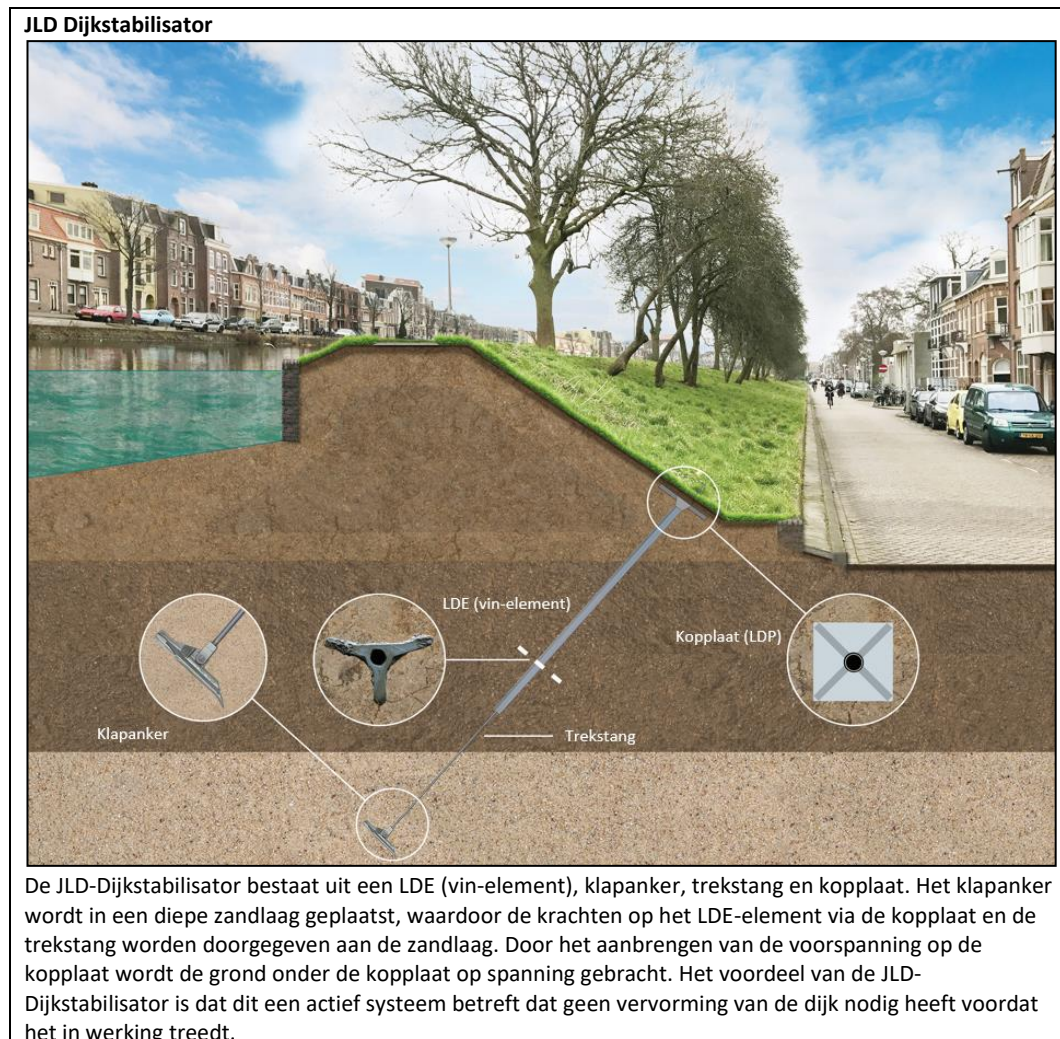 JLD Dijkstabilisator
LDE (vin-element)
Kopplaat (LDP)
Klapanker
Trekstang
De JLD-Dijkstabilisator bestaat uit een LDE (vin-element), klapanker, trekstang en kopplaat. Het klapanker
wordt in een diepe zandlaag geplaatst, waardoor de krachten op het LDE-element via de kopplaat en de
trekstang worden doorgegeven aan de zandlaag. Door het aanbrengen van de voorspanning op de
kopplaat wordt de grond onder de kopplaat op spanning gebracht. Het voordeel van de JLD-
Dijkstabilisator is dat dit een actief systeem betreft dat geen vervorming van de dijk nodig heeft voordat
het in werking treedt.